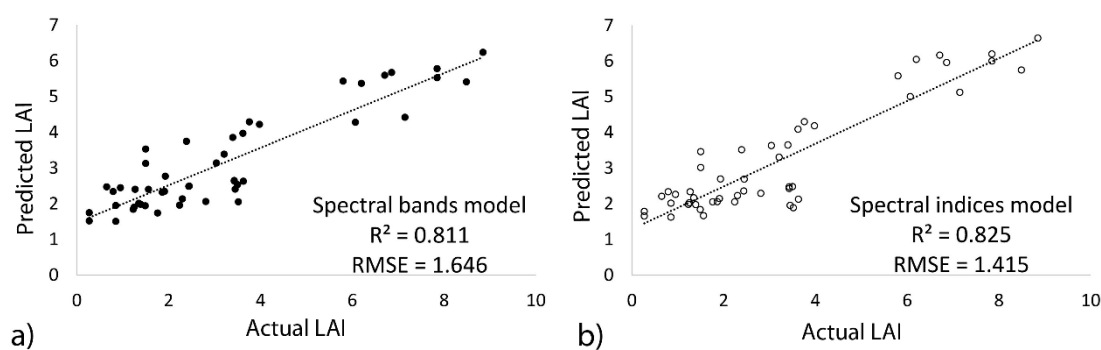 7
6
5
4
3
2
1
0
Predicted LAI
Spectral bands model
R² = 0.811
RMSE = 1.646
0 2 4 6 8 10
Actual LAI
a)
7
6
5
4
3
2
1
0
Predicted LAI
Spectral indices model
R² = 0.825
RMSE = 1.415
0 2 4 6 8 10
Actual LAI
b)